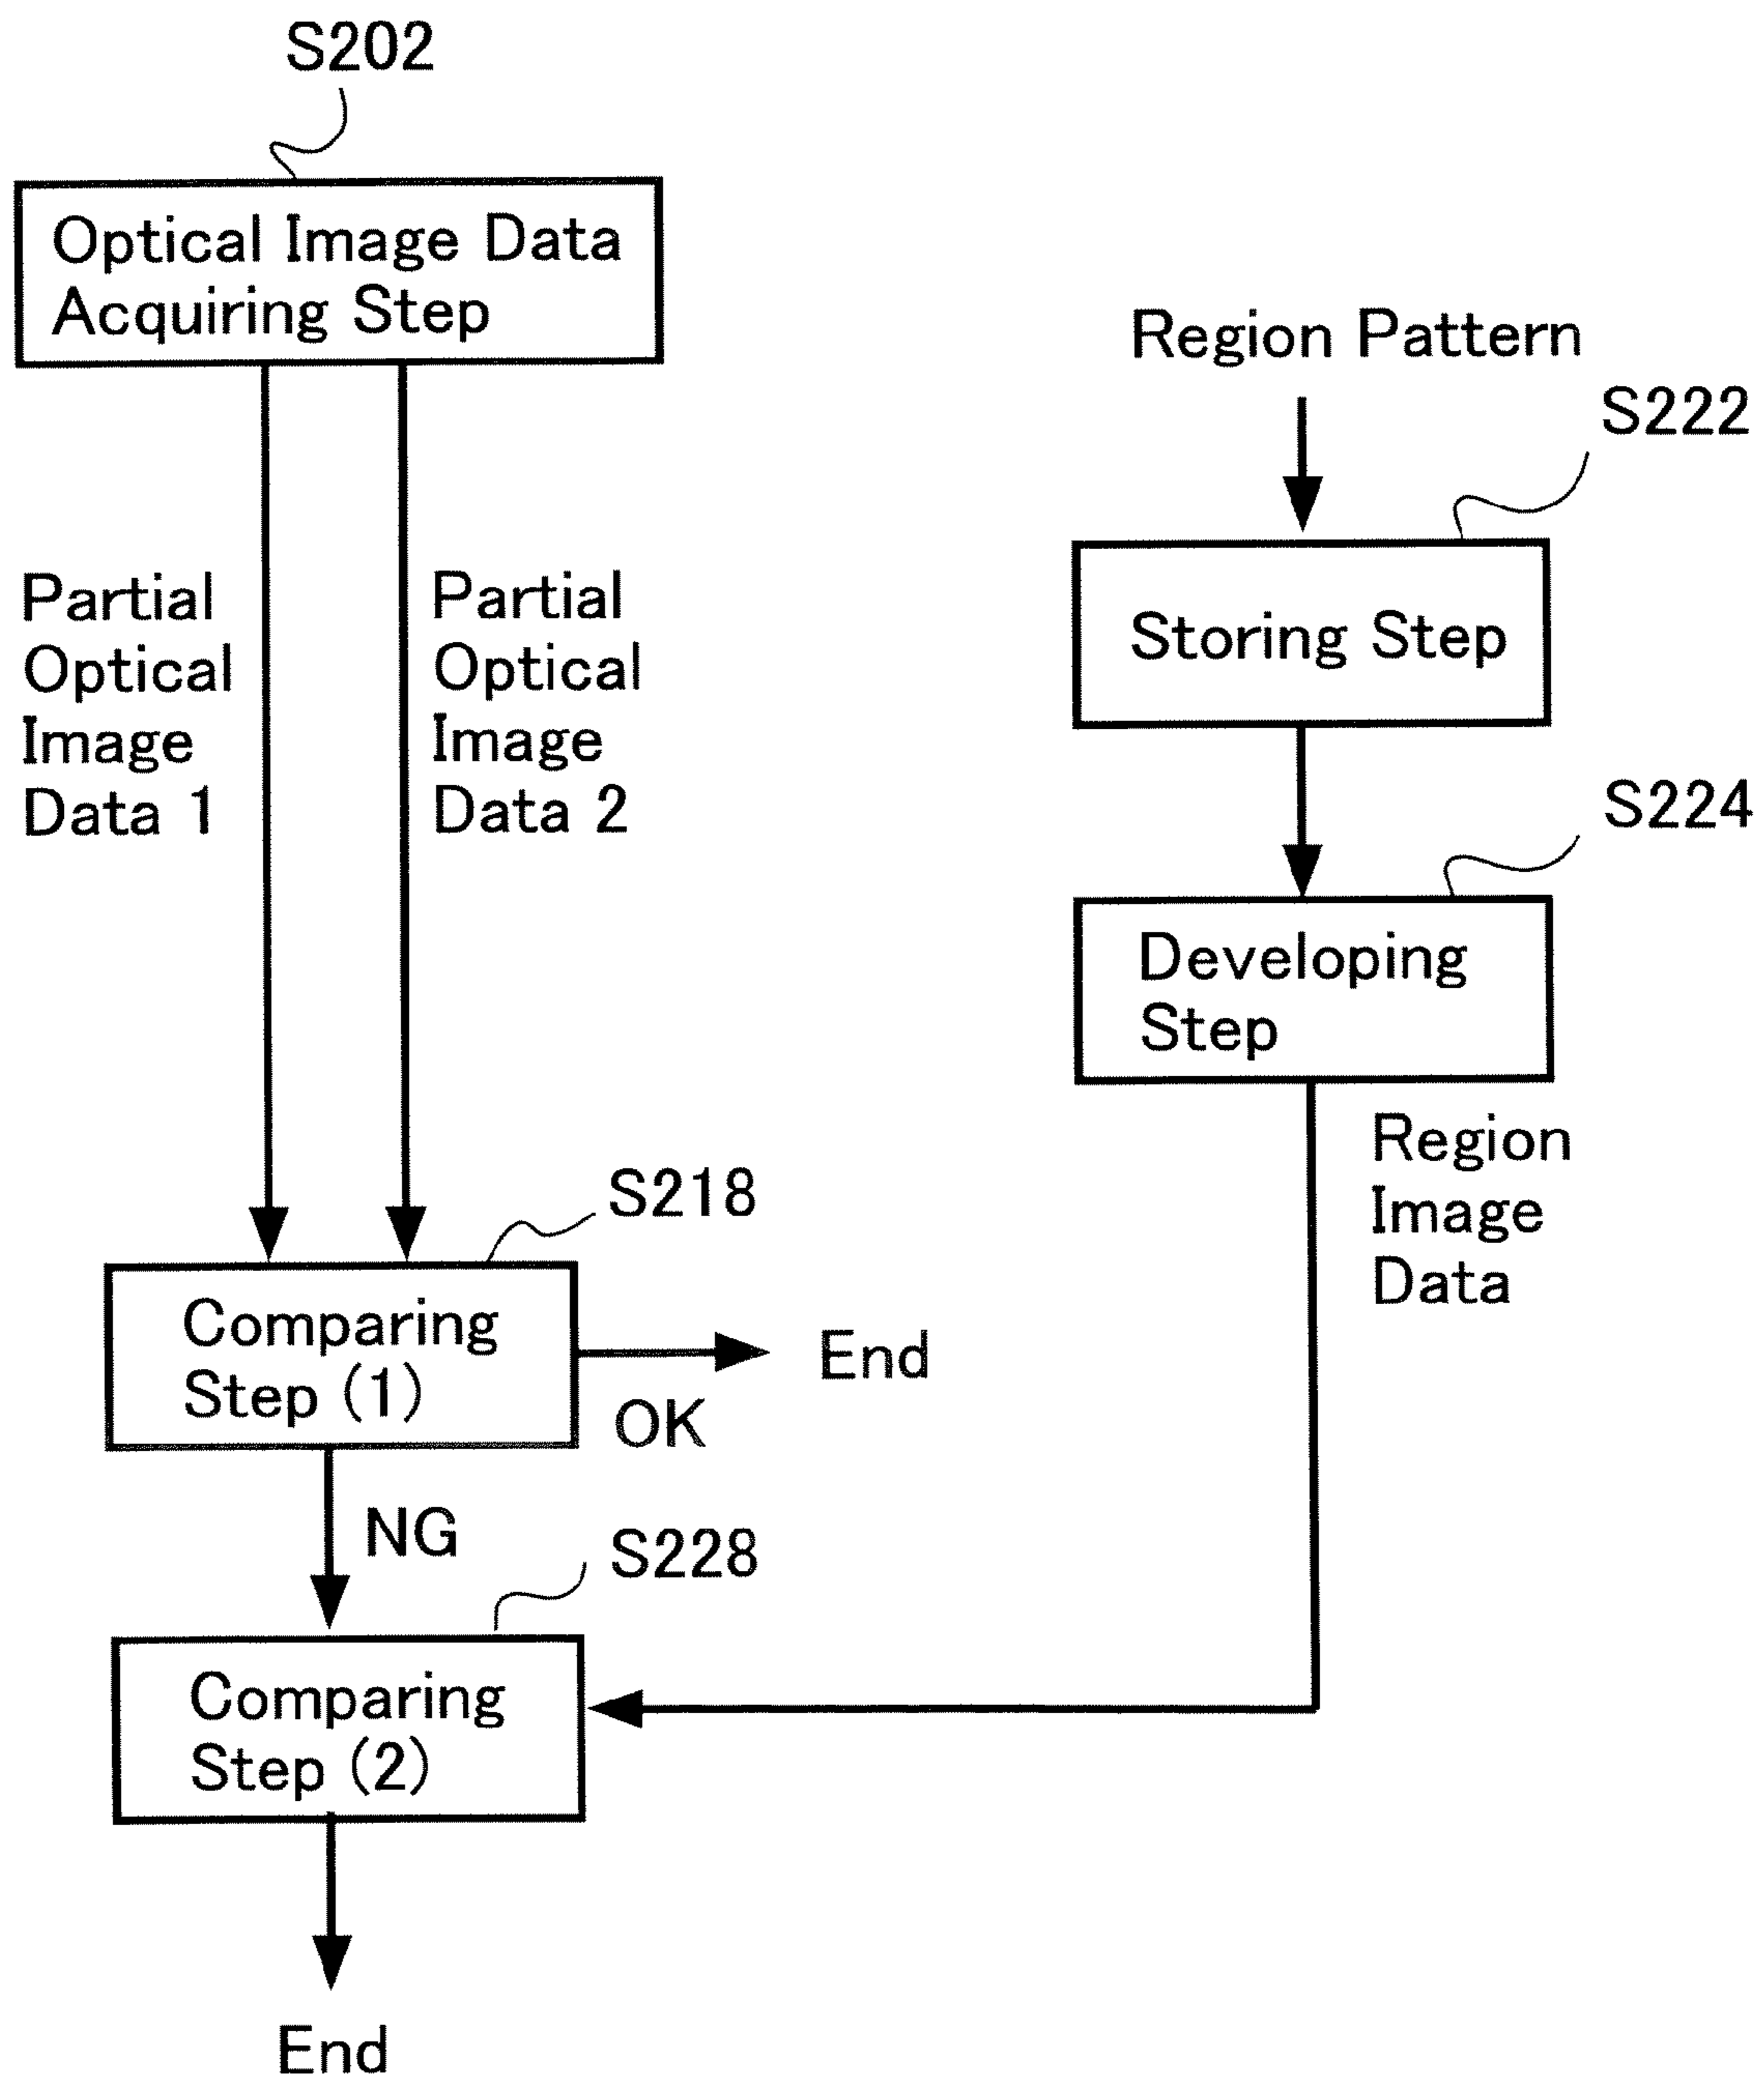 S202
Optical Image Data
Acquiring Step
Region Pattern
S222
Partial
Optical
Image
Data 1
Partial
Optical
Image
Data 2
Storing Step
S224
Developing
Step
Region
Image
Data
S218
Comparing
Step (1)
End
OK
NG
S228
Comparing
Step (2)
End